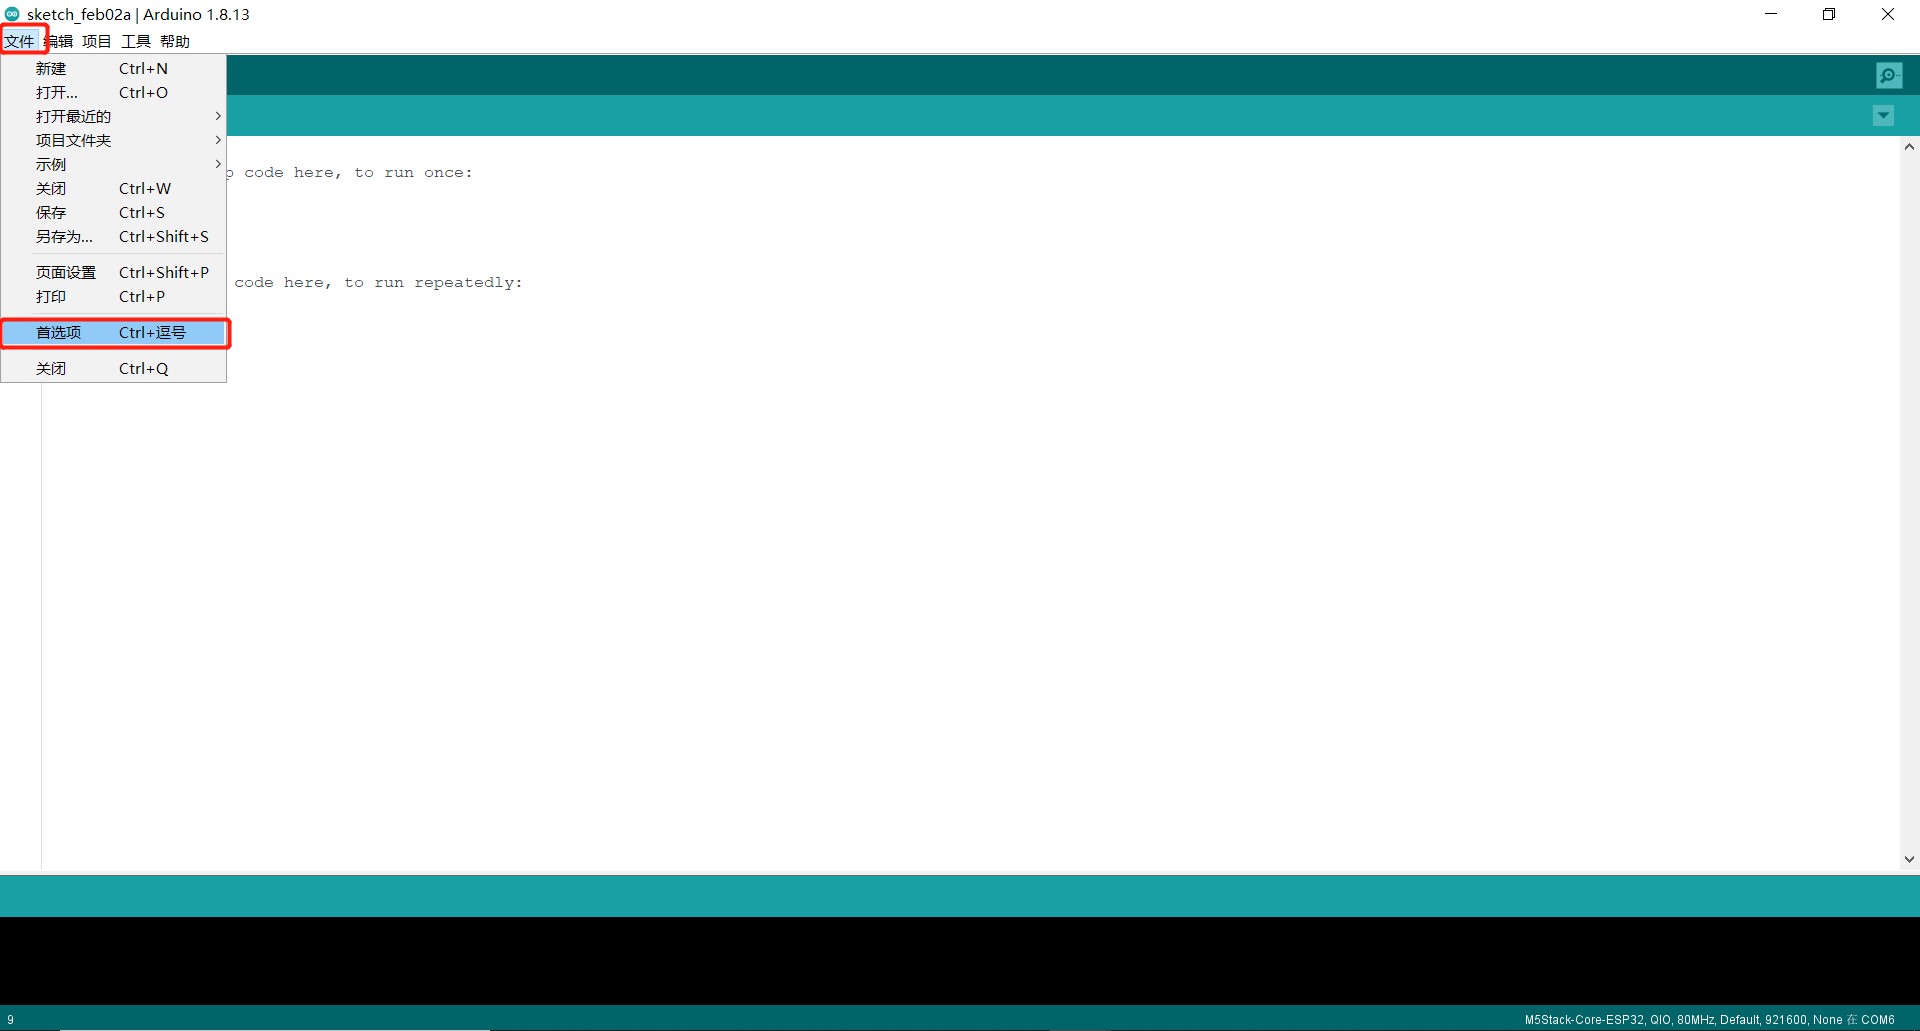 sketch_feb02a | Arduino 1.8.13
文件 编辑 项目 工具 帮助
新建 Ctrl+N
打开... Ctrl+O
打开最近的
项目文件夹
示例
code here, to run once:
关闭 Ctrl+W
保存 Ctrl+S
另存为... Ctrl+Shift+S
页面设置 Ctrl+Shift+P
code here, to run repeatedly:
打印 Ctrl+P
首选项 Ctrl+逗号
关闭 Ctrl+Q
9
M5Stack-Core-ESP32, QIO, 80MHz, Default, 921600, None 在 COM6